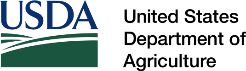 USDA
United States
Department of
Agriculture